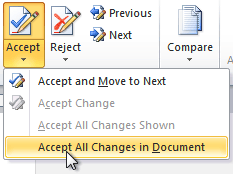 Accept
Reject
Previous
Next
Compare
Accept and Move to Next
Accept Change
Accept All Changes Shown
Accept All Changes in Document